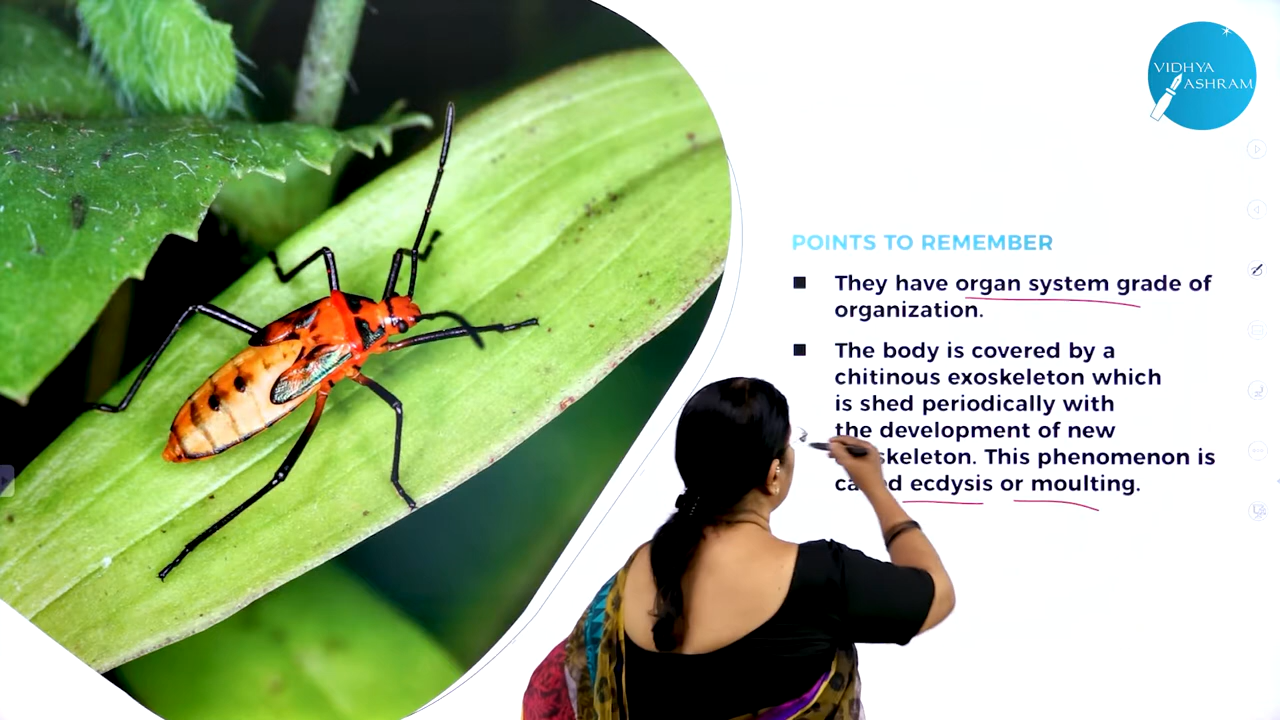 VIDHYA
ASHRAM
POINTS TO REMEMBER
They have organ system grade of
organization.
The body is covered by a
chitinous exoskeleton which
is shed periodically with
the development of new
skeleton. This phenomenon is
ecdysis or moulting.